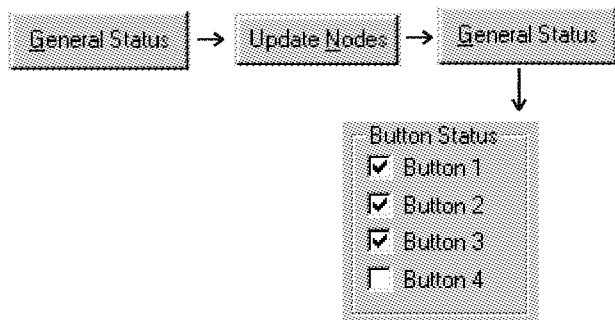 General Status
Update Nodes
General Status
Button Status
Button 1
Button 2
Button 3
Button 4